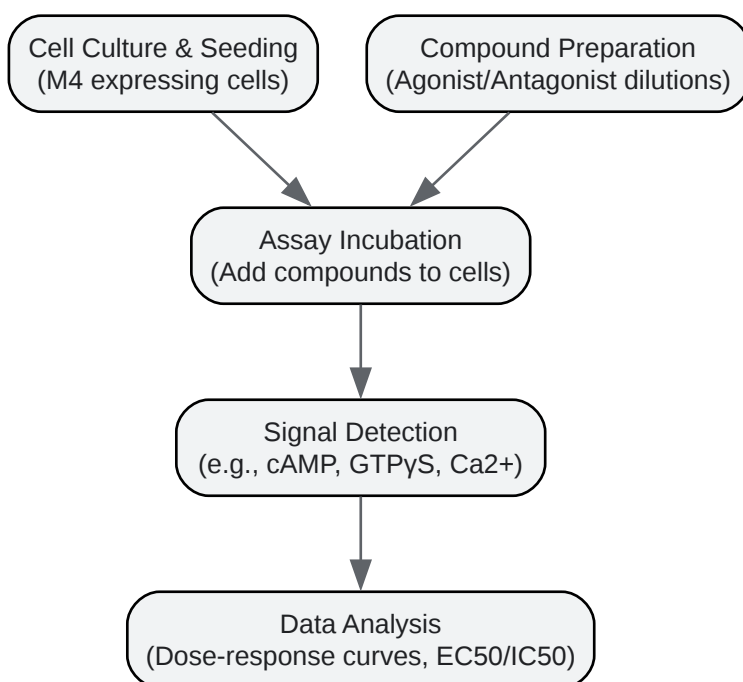 Cell Culture & Seeding
(M4 expressing cells)
Compound Preparation
(Agonist/Antagonist dilutions)
Assay Incubation
(Add compounds to cells)
Signal Detection
(e.g., cAMP, GTPγS, Ca2+)
Data Analysis
(Dose-response curves, EC50/IC50)